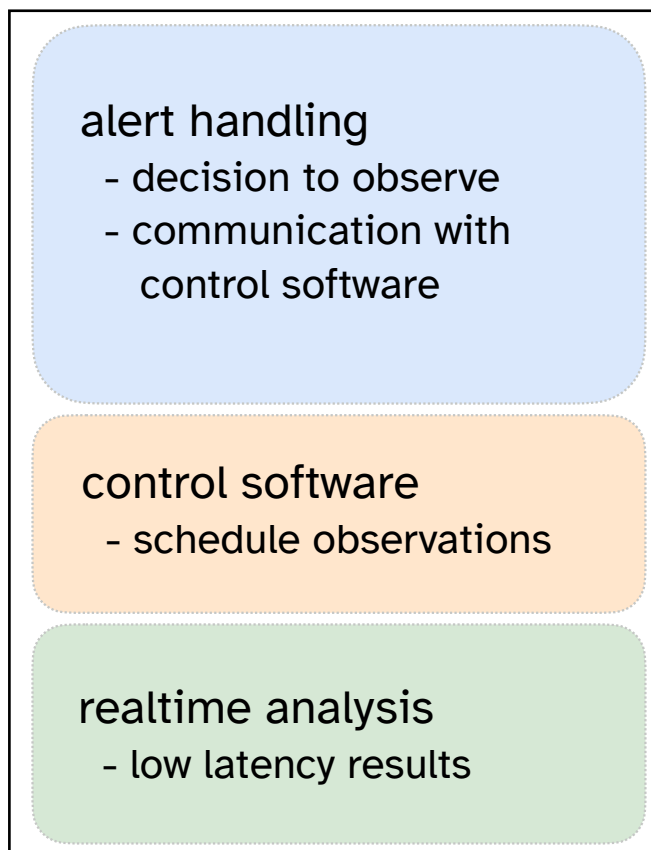 alert handling
- decision to observe
- communication with
control software
control software
- schedule observations
realtime analysis
- low latency results